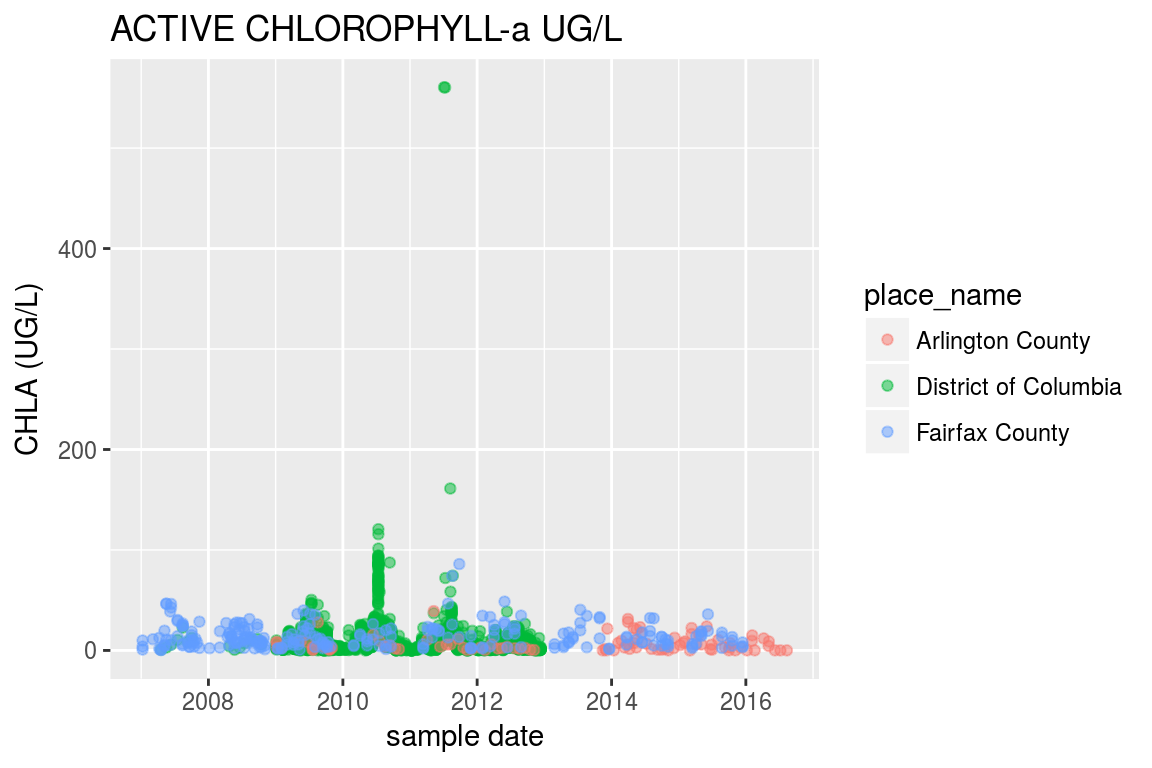 ACTIVE CHLOROPHYLL-a UG/L
CHLA (UG/L)
400
200
0
2008 2010 2012 2014 2016
sample date
place_name
Arlington County
District of Columbia
Fairfax County